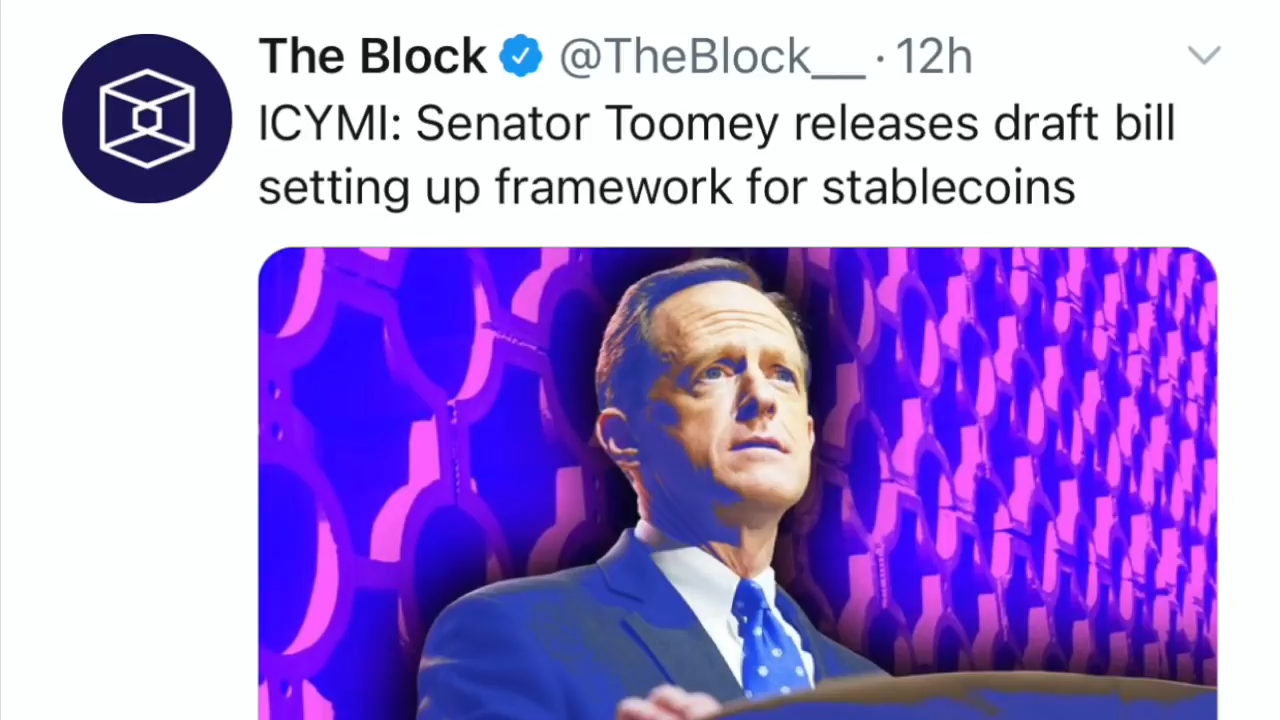 The Block @TheBlock__ · 12h
ICYMI: Senator Toomey releases draft bill
setting up framework for stablecoins